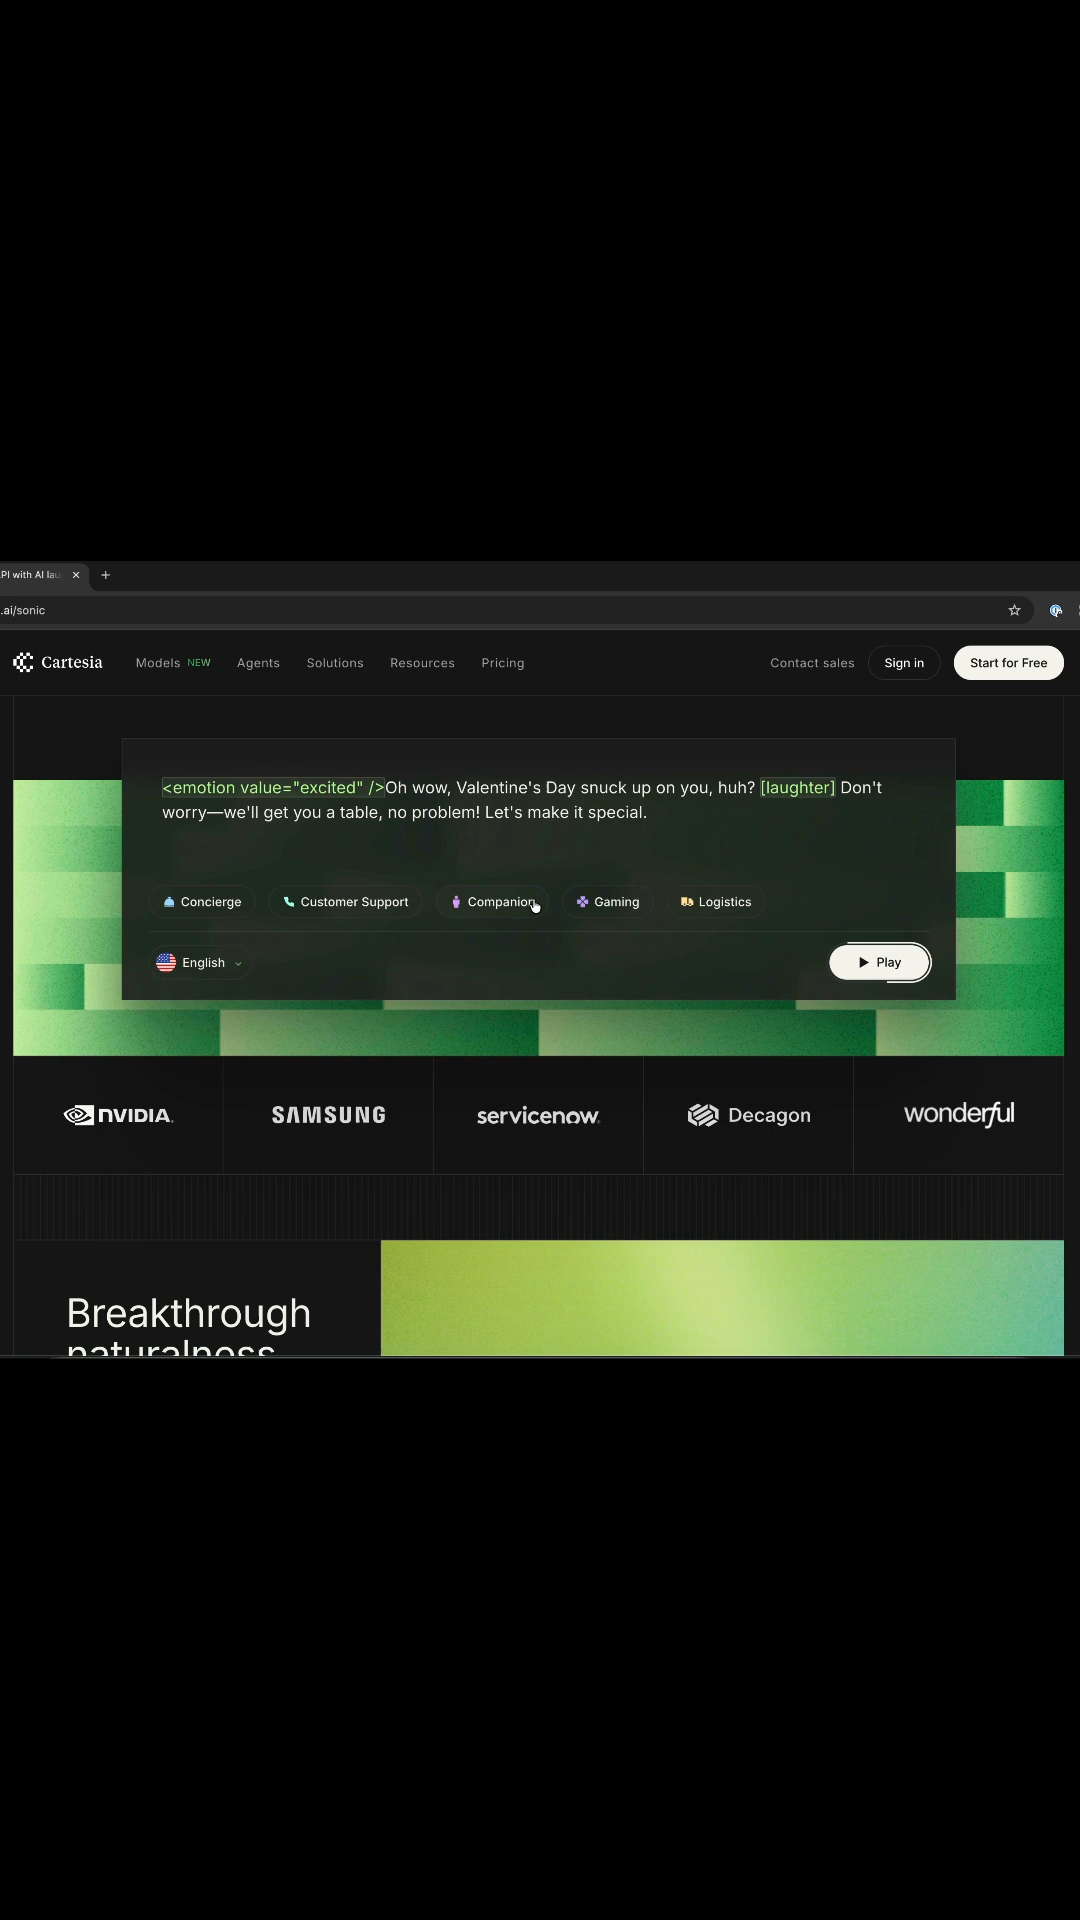 PI with AI lau
.ai/sonic
Cartesia
Models NEW Agents Solutions Resources Pricing Contact sales Sign in Start for Free
<emotion value="excited" />Oh wow, Valentine's Day snuck up on you, huh? [laughter] Don't
worry—we'll get you a table, no problem! Let's make it special.
Concierge Customer Support Companion Gaming Logistics
English Play
NVIDIA. SAMSUNG servicenow. Decagon wonderful
Breakthrough
naturalness